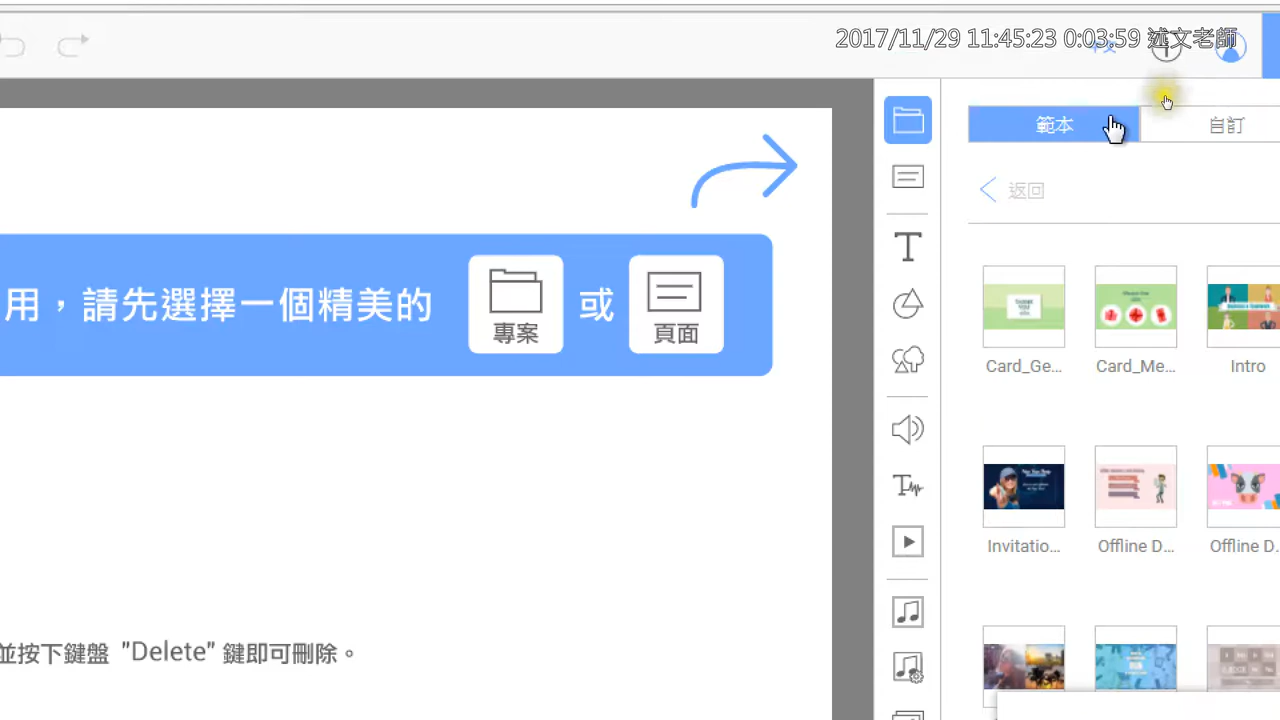 2017/11/29 11:45:23 0:03:59 述文老師
範本
自訂
返回
用，請先選擇一個精美的
專案
或
頁面
Card_Ge...
Card_Me...
Intro
Invitatio...
Offline D...
Offline D.
並按下鍵盤 "Delete" 鍵即可刪除。